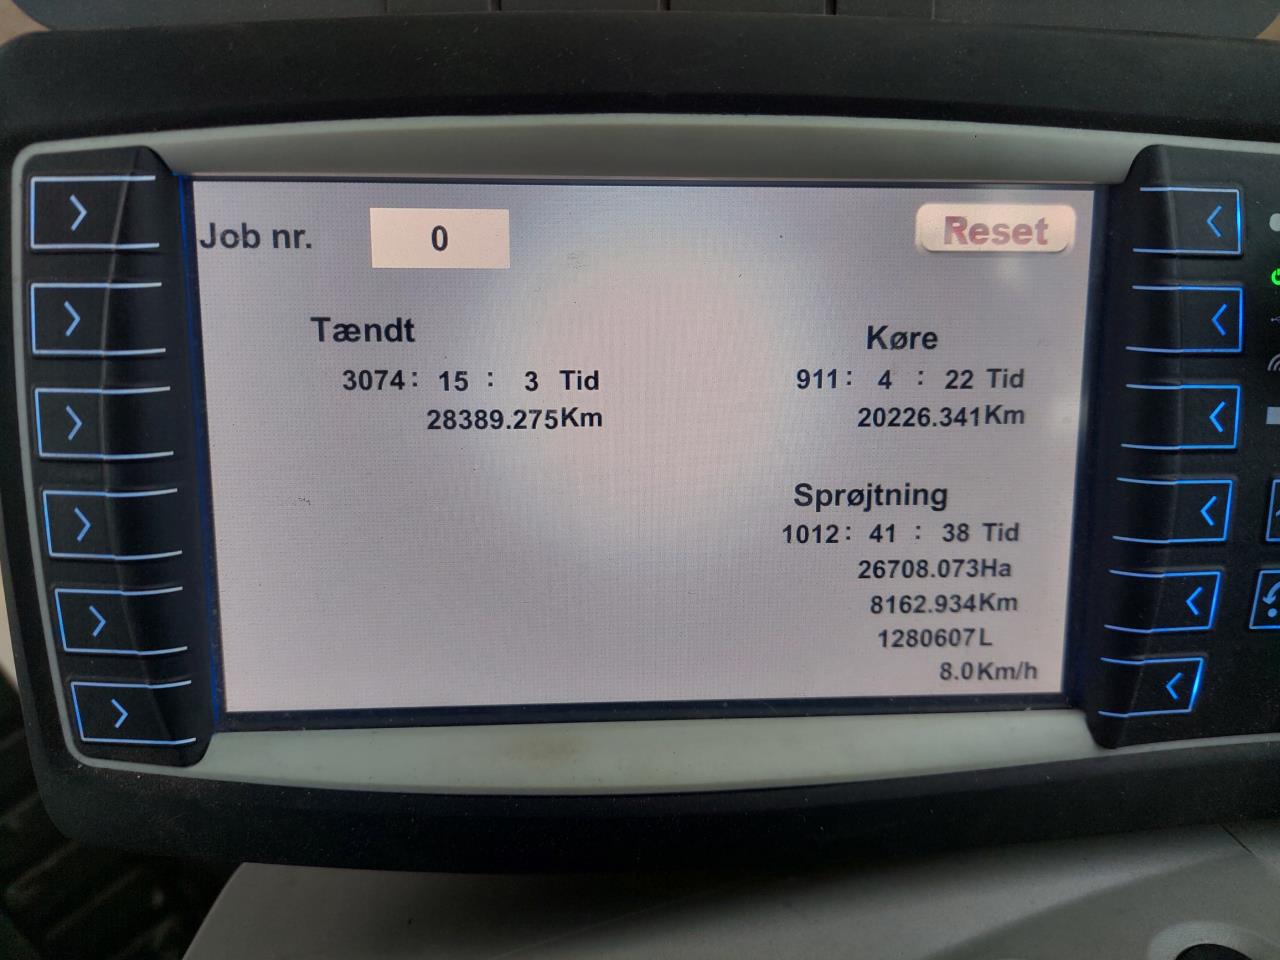 Job nr. 0 Reset
Tændt
3074: 15 : 3 Tid
28389.275Km
Køre
911: 4 : 22 Tid
20226.341Km
Sprøjtning
1012: 41 : 38 Tid
26708.073Ha
8162.934Km
1280607L
8.0Km/h